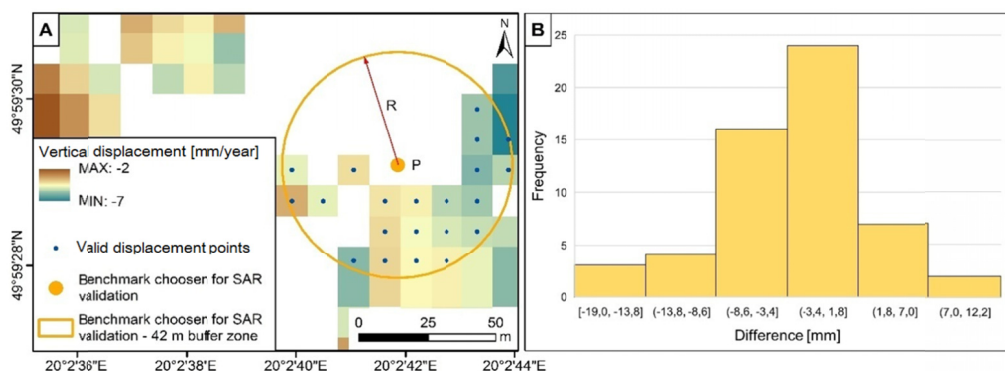 A
N
R
P
49°59'30"N
49°59'28"N
Vertical displacement [mm/year]
MAX: -2
MIN: -7
Valid displacement points
Benchmark chooser for SAR
validation
Benchmark chooser for SAR
validation - 42 m buffer zone
0 25 50
m
20°2'36"E 20°2'38"E 20°2'40"E 20°2'42"E 20°2'44"E
B
25
20
15
10
5
0
Frequency
[-19,0, -13,8] (-13,8, -8,6] (-8,6, -3,4] (-3,4, 1,8] (1,8, 7,0] (7,0, 12,2]
Difference [mm]